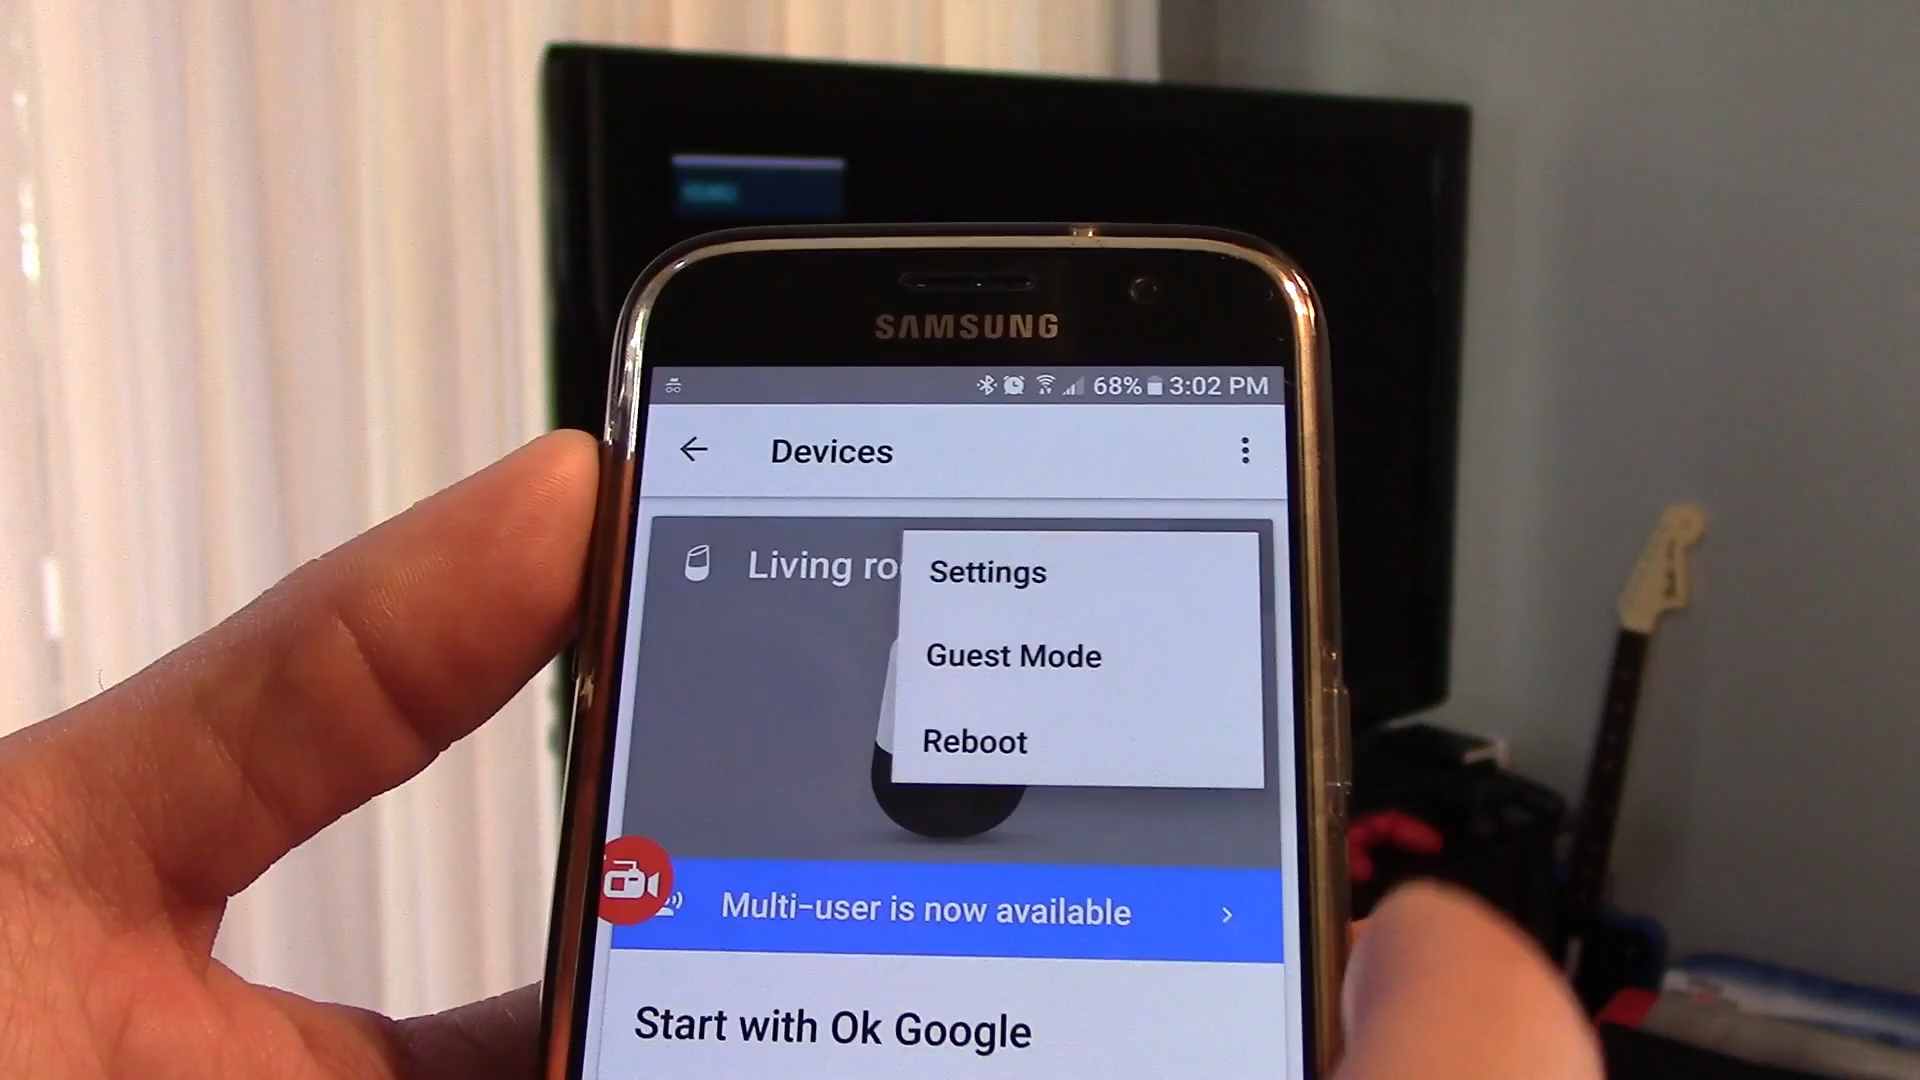 SAMSUNG
68% 3:02 PM
Devices
Living ro
Settings
Guest Mode
Reboot
Multi-user is now available
Start with Ok Google